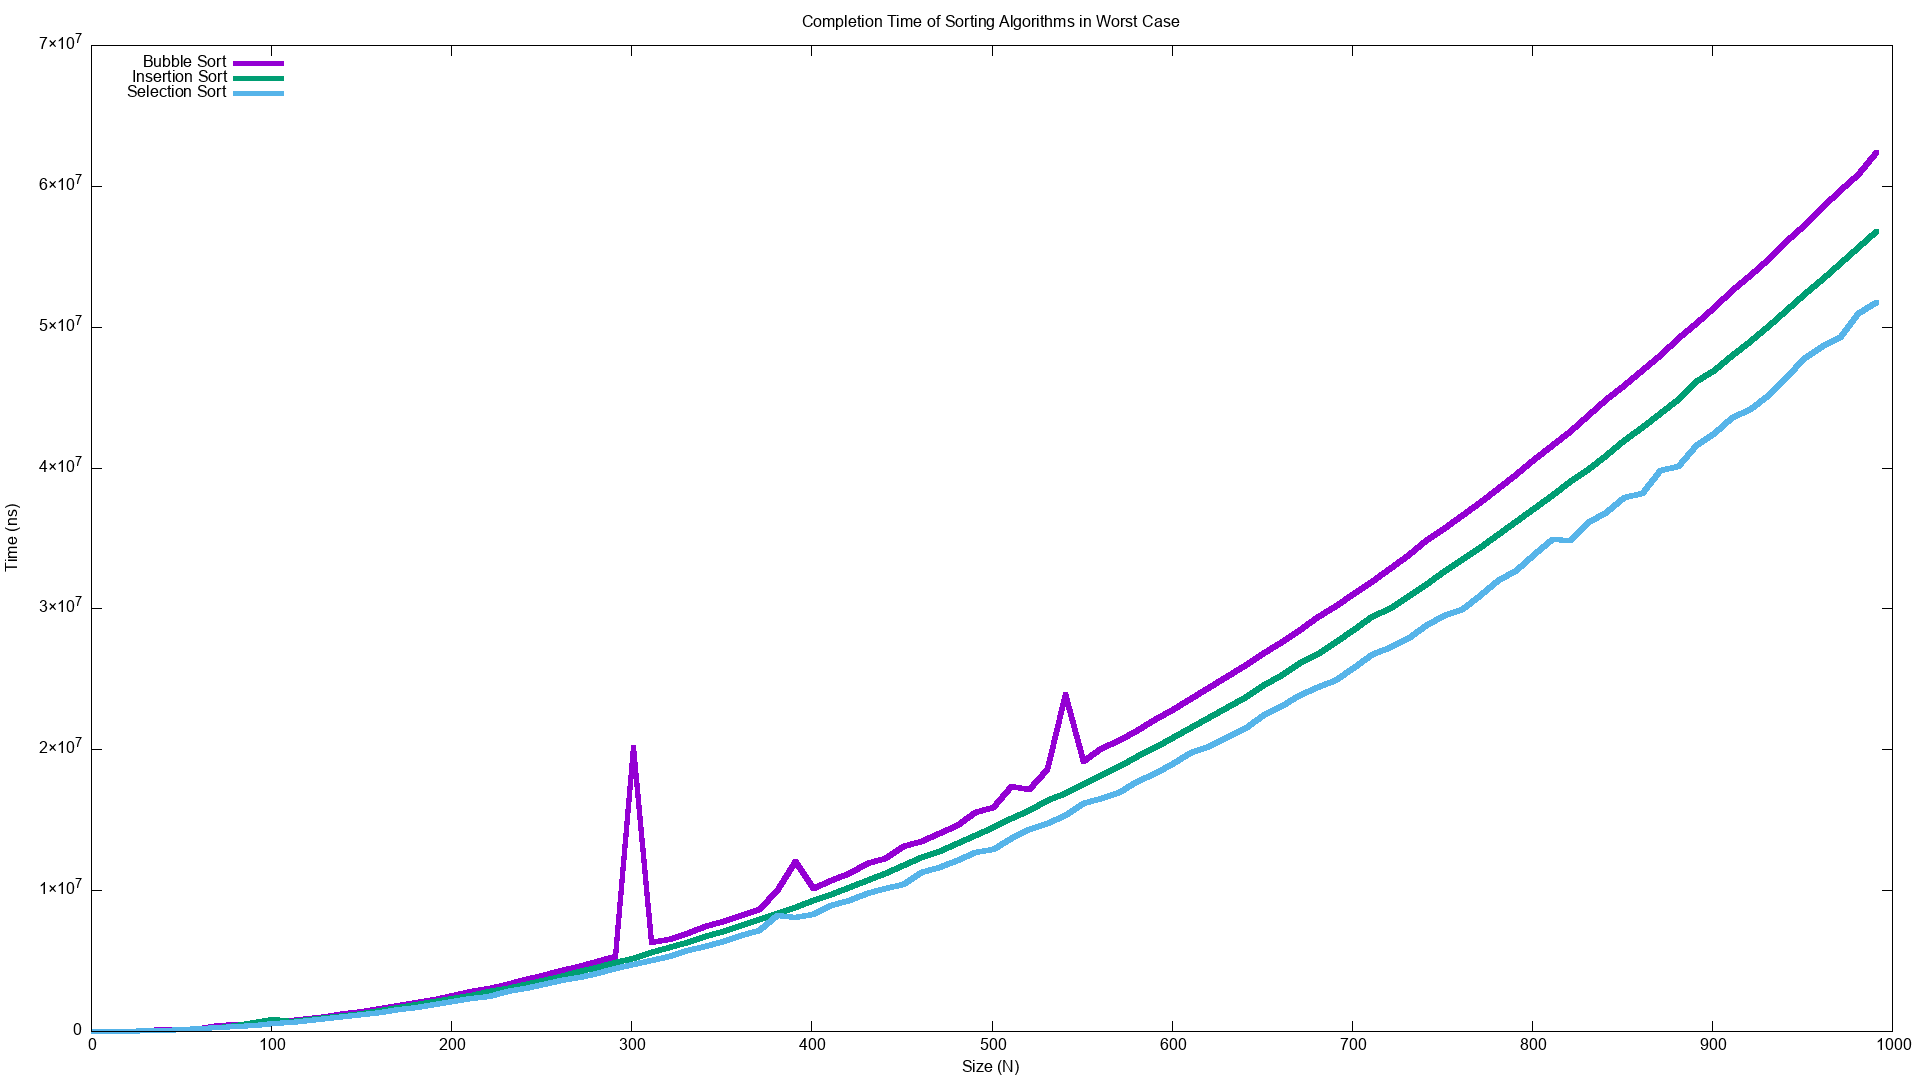 Completion Time of Sorting Algorithms in Worst Case
Bubble Sort
Insertion Sort
Selection Sort
7×10⁷
6×10⁷
5×10⁷
4×10⁷
3×10⁷
2×10⁷
1×10⁷
0
Time (ns)
0 100 200 300 400 500 600 700 800 900 1000
Size (N)